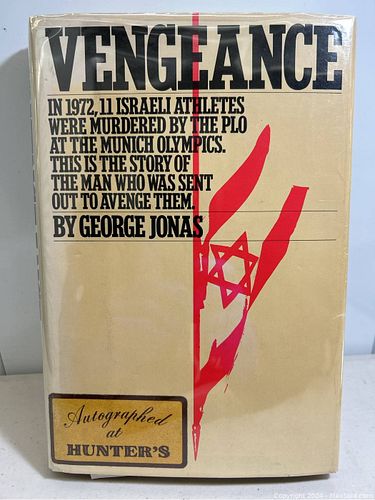 VENGEANCE
IN 1972, 11 ISRAELI ATHLETES
WERE MURDERED BY THE PLO
AT THE MUNICH OLYMPICS.
THIS IS THE STORY OF
THE MAN WHO WAS SENT
OUT TO AVENGE THEM.
BY GEORGE JONAS
Autographed
at
HUNTER'S